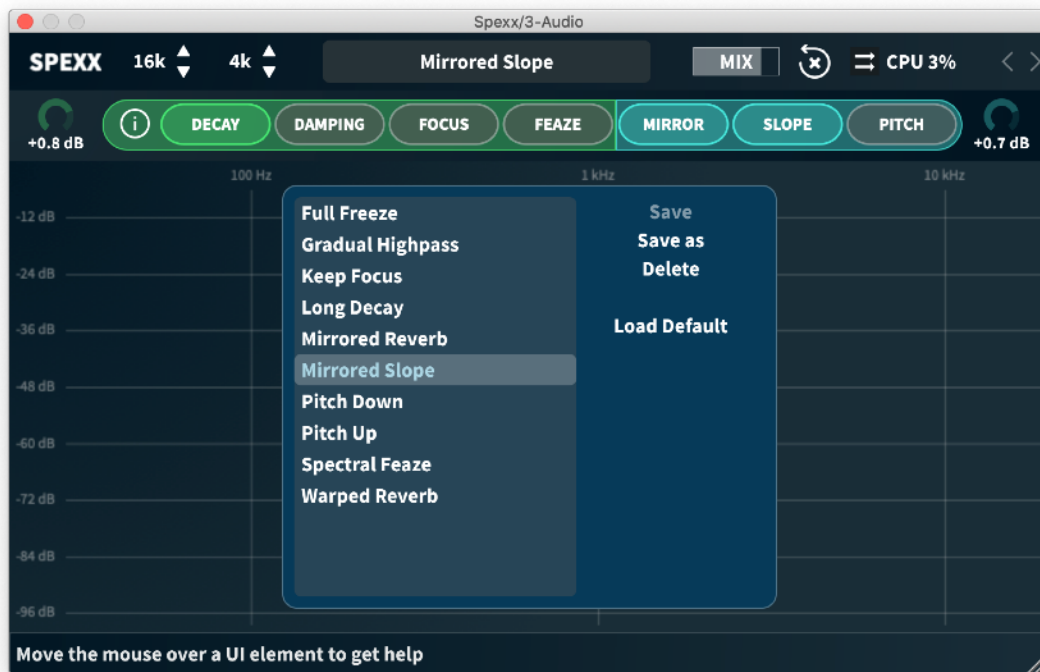 Spexx/3-Audio
SPEXX 16k 4k Mirrored Slope MIX CPU 3%
+0.8 dB DECAY DAMPING FOCUS FEAZE MIRROR SLOPE PITCH +0.7 dB
100 Hz 1 kHz 10 kHz
-12 dB
-24 dB
-36 dB
-48 dB
-60 dB
-72 dB
-84 dB
-96 dB
Full Freeze
Gradual Highpass
Keep Focus
Long Decay
Mirrored Reverb
Mirrored Slope
Pitch Down
Pitch Up
Spectral Feaze
Warped Reverb
Save
Save as
Delete
Load Default
Move the mouse over a UI element to get help